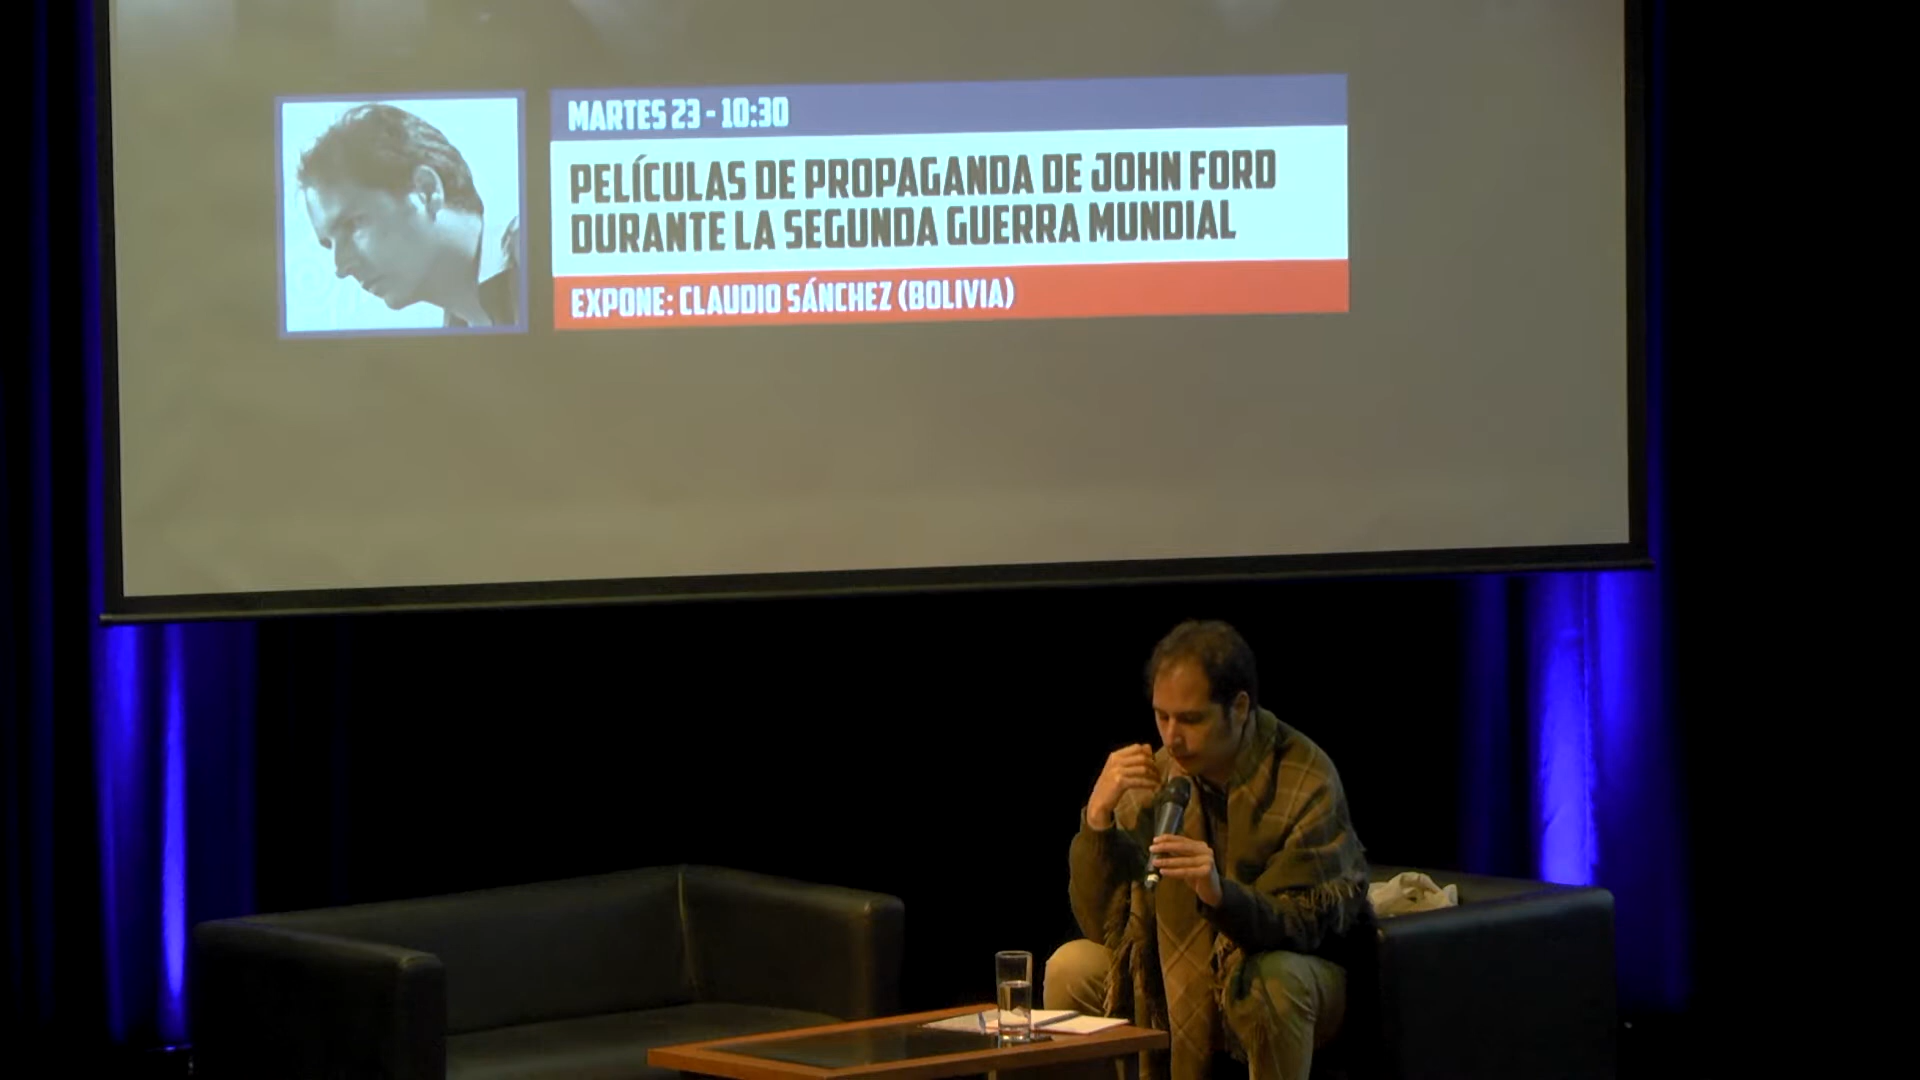 MARTES 23 - 10:30
PELÍCULAS DE PROPAGANDA DE JOHN FORD
DURANTE LA SEGUNDA GUERRA MUNDIAL
EXPONE: CLAUDIO SÁNCHEZ (BOLIVIA)